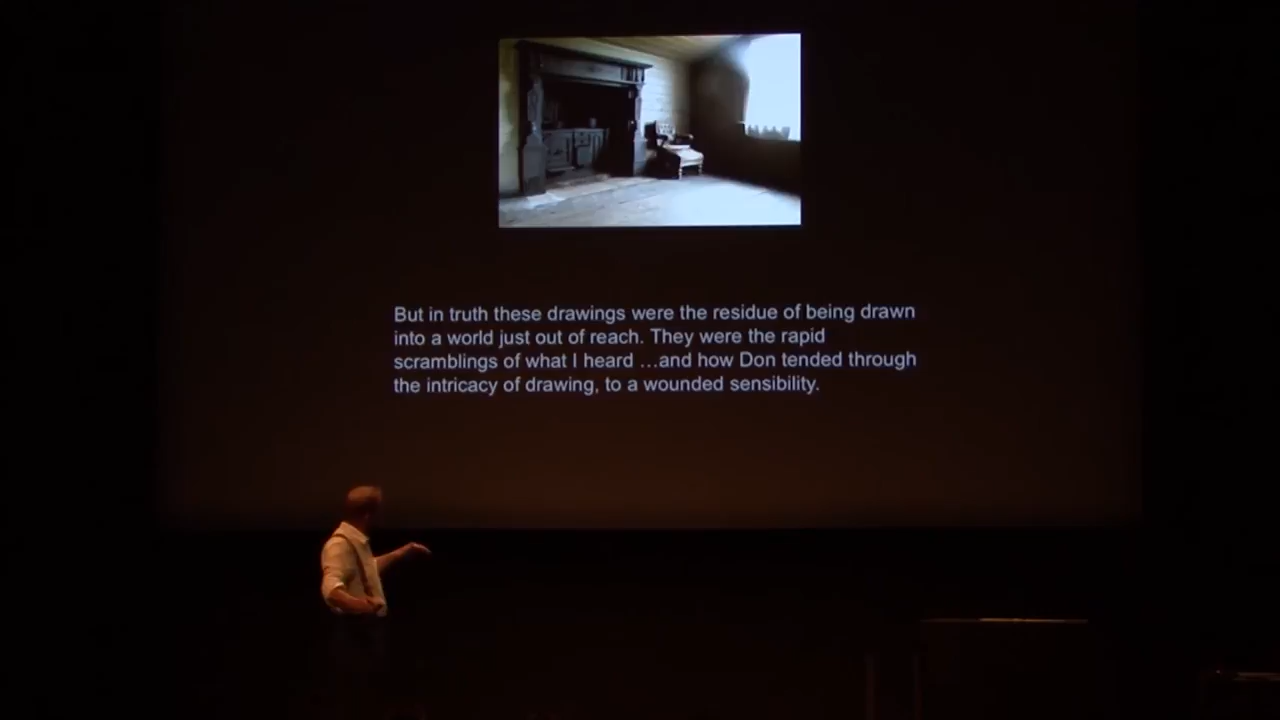 But in truth these drawings were the residue of being drawn
into a world just out of reach. They were the rapid
scramblings of what I heard ...and how Don tended through
the intricacy of drawing, to a wounded sensibility.